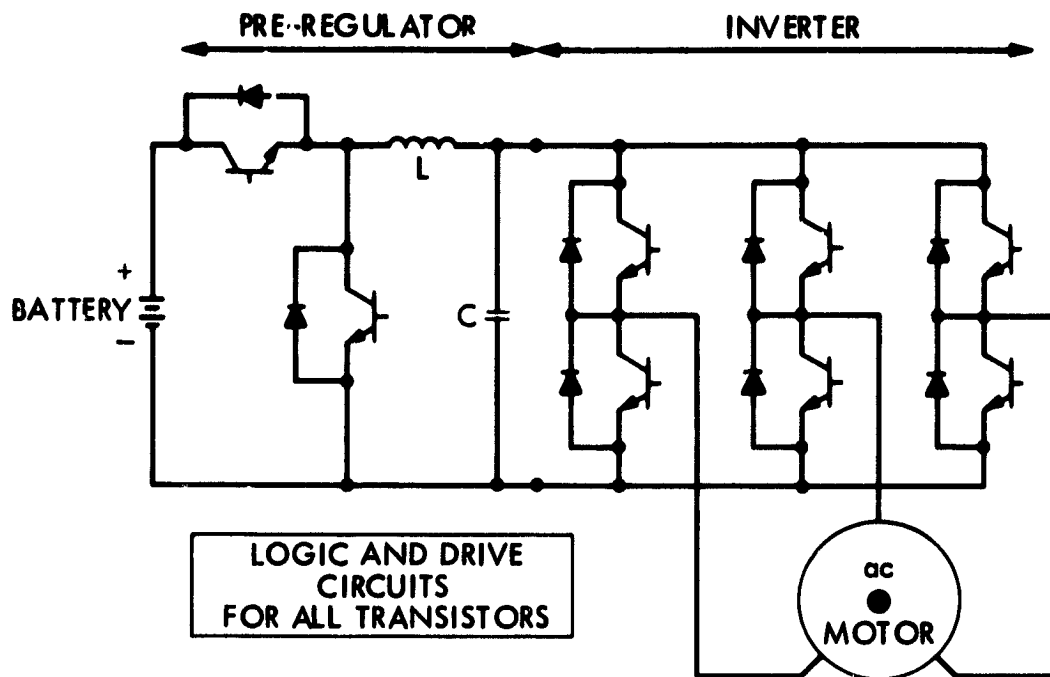 PRE-REGULATOR
INVERTER
L
+
BATTERY
−
C
LOGIC AND DRIVE
CIRCUITS
FOR ALL TRANSISTORS
ac
MOTOR